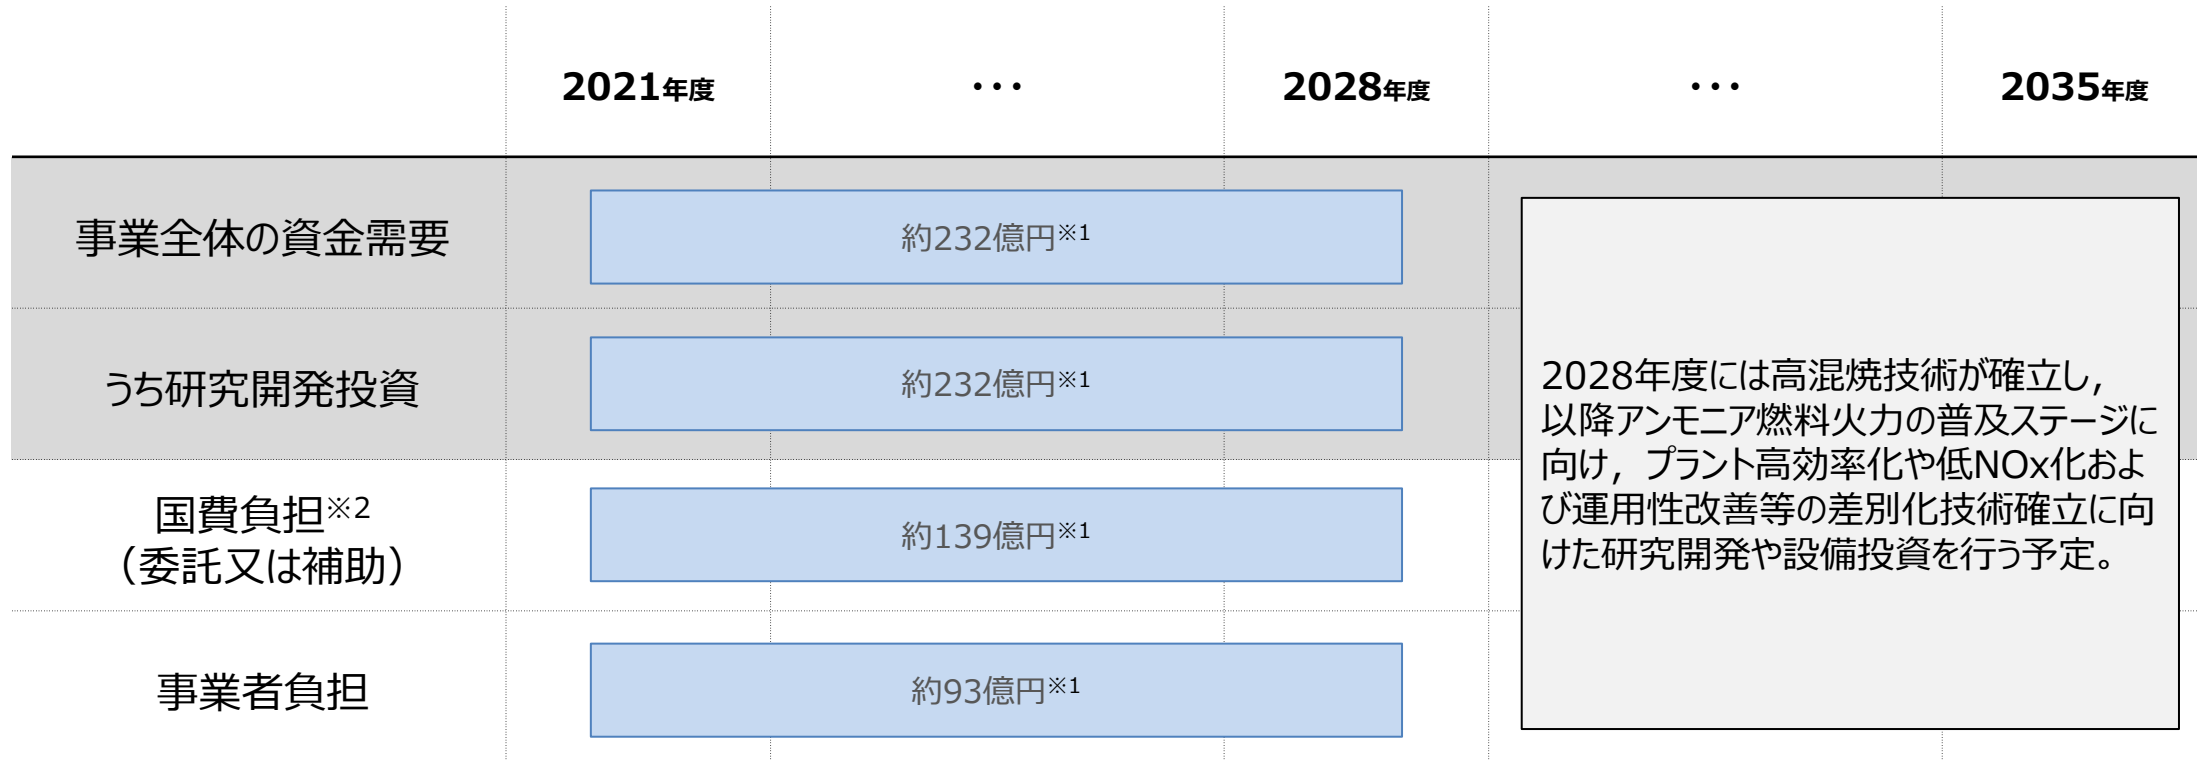 2021年度 ・・・ 2028年度 ・・・ 2035年度
事業全体の資金需要
約232億円※1
うち研究開発投資
約232億円※1
国費負担※2
（委託又は補助）
約139億円※1
事業者負担
約93億円※1
2028年度には高混焼技術が確立し，
以降アンモニア燃料火力の普及ステージに
向け，プラント高効率化や低NOx化およ
び運用性改善等の差別化技術確立に向
けた研究開発や設備投資を行う予定。